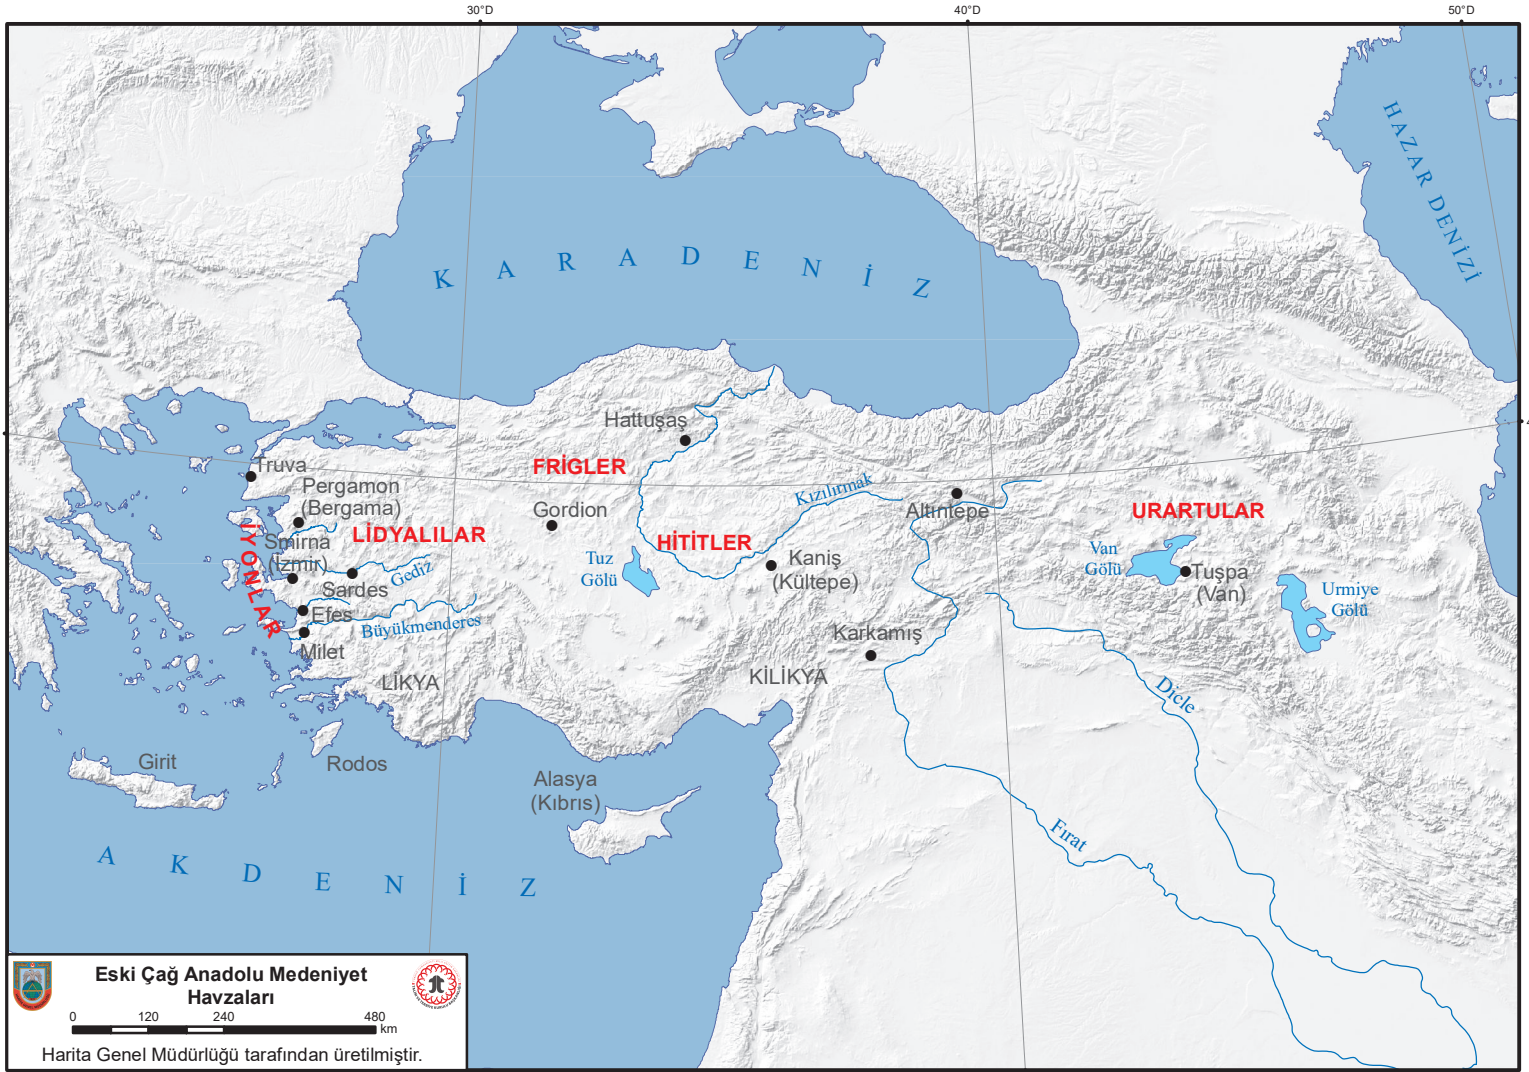 30°D
40°D
50°D
HAZAR DENİZİ
KARADENİZ
Hattuşaş
Truva
FRİGLER
Pergamon
(Bergama)
Kızılırmak
Gordion
Altıntepe
URARTULAR
İYONLAR
LİDYALILAR
Smirna
(İzmir)
HİTİTLER
Tuz
Gölü
Kaniş
(Kültepe)
Van
Gölü
Tuşpa
(Van)
Urmiye
Gölü
Gediz
Sardes
Efes
Büyükmenderes
Milet
Karkamış
LİKYA
KİLİKYA
Dicle
Girit
Rodos
Alasya
(Kıbrıs)
Fırat
AKDENİZ
Eski Çağ Anadolu Medeniyet
Havzaları
0 120 240 480
km
Harita Genel Müdürlüğü tarafından üretilmiştir.